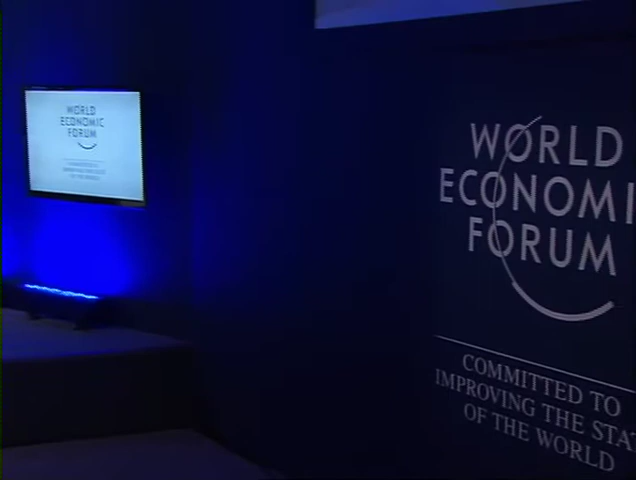 WORLD
ECONOMIC
FORUM
WORLD
ECONOMI
FORUM
COMMITTED TO
IMPROVING THE STA
OF THE WORLD